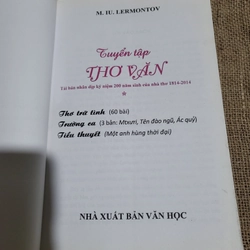 M. IU. LERMONTOV
Tuyển tập
THƠ VĂN
Tái bản nhân dịp kỷ niệm 200 năm sinh của nhà thơ 1814-2014
Thơ trữ tình (60 bài)
Trường ca (3 bản: Mtxưri, Tên đào ngũ, Ác quỷ)
Tiểu thuyết (Một anh hùng thời đại)
NHÀ XUẤT BẢN VĂN HỌC